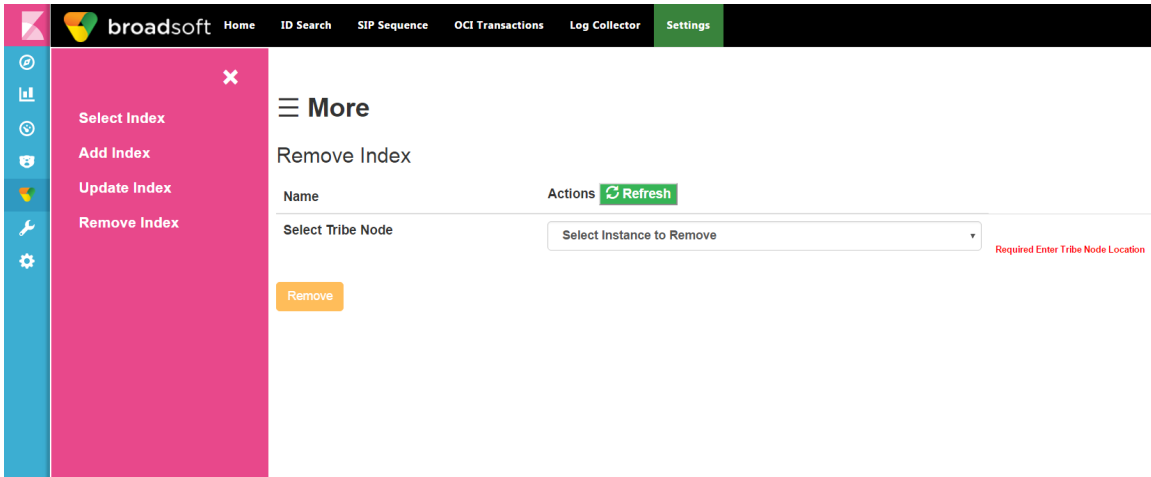 broadsoft Home ID Search SIP Sequence OCI Transactions Log Collector Settings
Select Index
Add Index
Update Index
Remove Index
More
Remove Index
Name Actions Refresh
Select Tribe Node Select Instance to Remove Required Enter Tribe Node Location
Remove